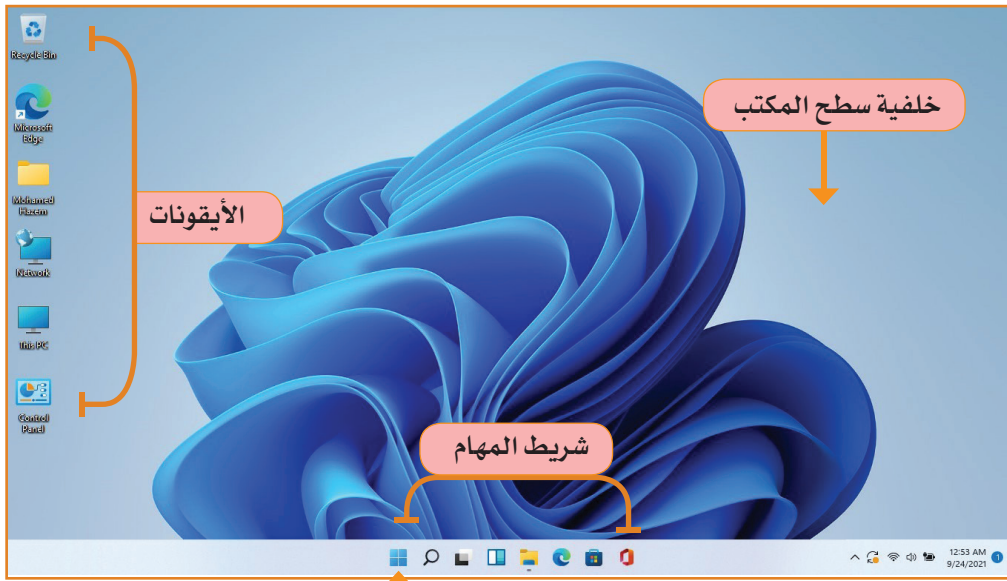 Recycle Bin
Microsoft
Edge
Mohamed
Hazem
Network
This PC
Control
Panel
خلفية سطح المكتب
الأيقونات
شريط المهام
12:53 AM
9/24/2021
1